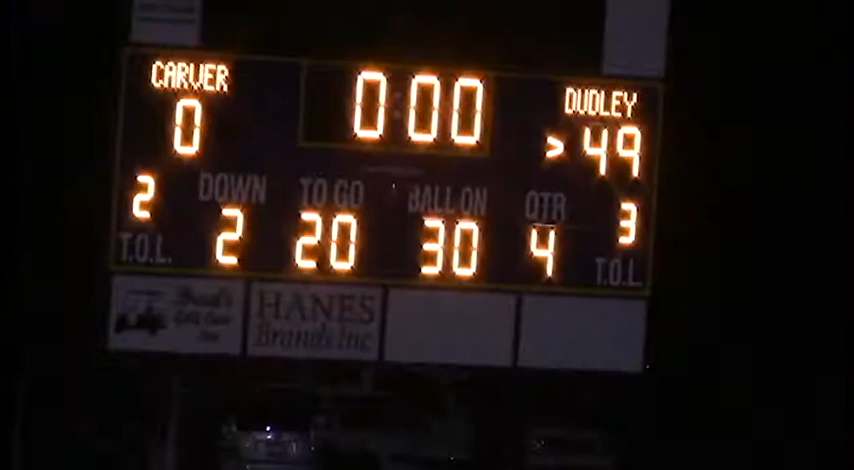 CARVER 0:00 DUDLEY
0 > 49
2 DOWN TO GO BALL ON QTR 3
T.O.L. 2 20 30 4 T.O.L.
HANES
Brands Inc